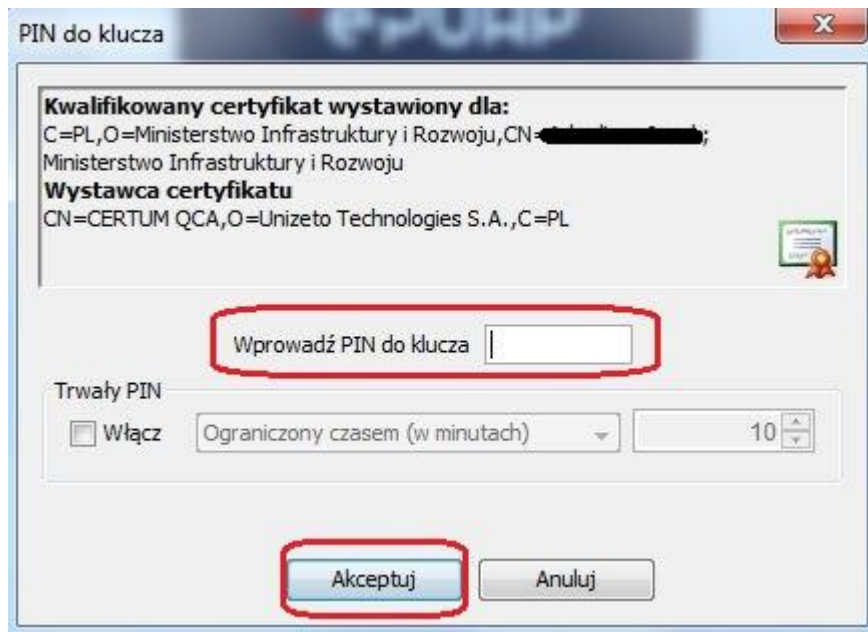 ePUAP
PIN do klucza
Kwalifikowany certyfikat wystawiony dla:
C=PL,O=Ministerstwo Infrastruktury i Rozwoju,CN=
Ministerstwo Infrastruktury i Rozwoju
Wystawca certyfikatu
CN=CERTUM QCA,O=Unizeto Technologies S.A.,C=PL
Wprowadź PIN do klucza
Trwały PIN
Włącz Ograniczony czasem (w minutach) 10
Akceptuj Anuluj